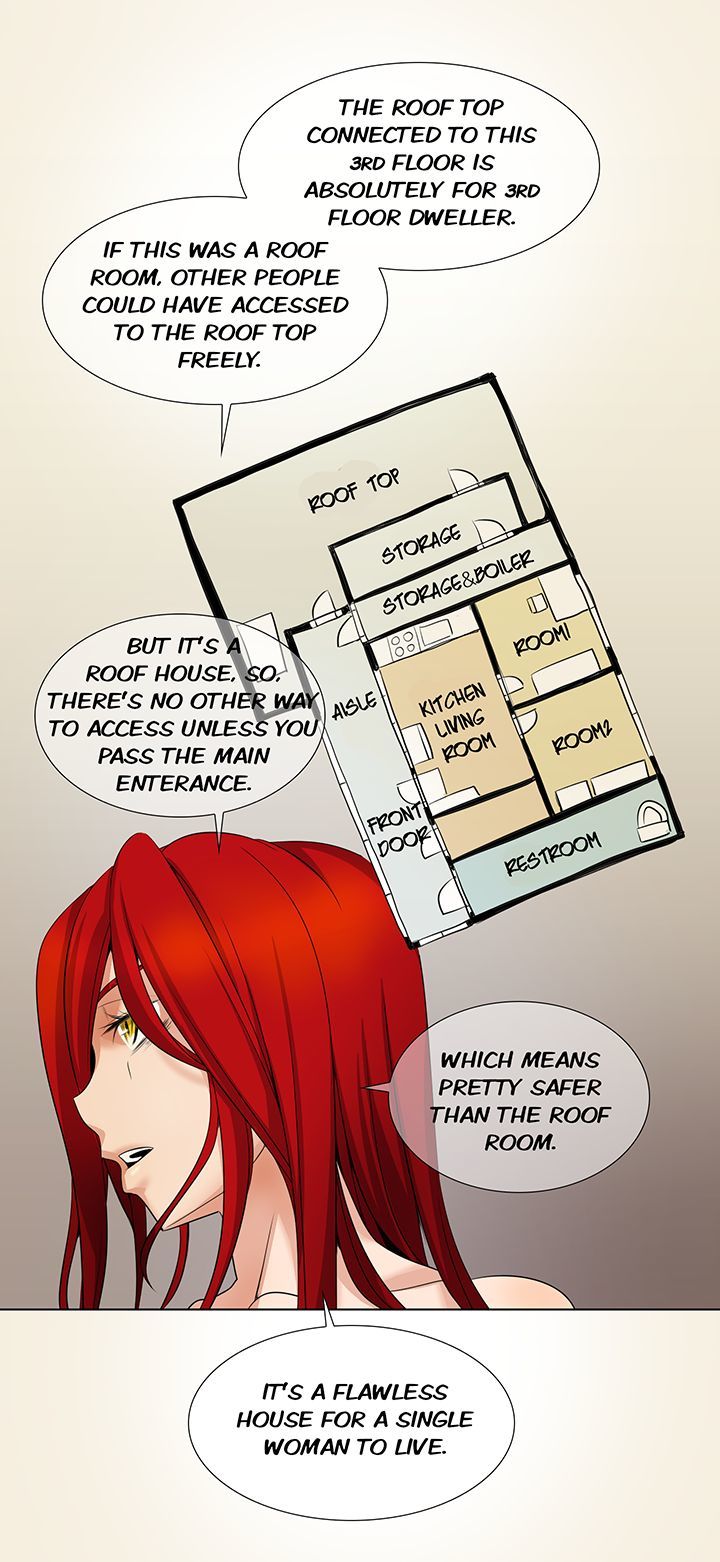 THE ROOF TOP
CONNECTED TO THIS
3RD FLOOR IS
ABSOLUTELY FOR 3RD
FLOOR DWELLER.
IF THIS WAS A ROOF
ROOM, OTHER PEOPLE
COULD HAVE ACCESSED
TO THE ROOF TOP
FREELY.
ROOF TOP
STORAGE
STORAGE&BOILER
ROOM1
AISLE
KITCHEN
LIVING
ROOM
ROOM2
FRONT
DOOR
RESTROOM
BUT IT'S A
ROOF HOUSE, SO,
THERE'S NO OTHER WAY
TO ACCESS UNLESS YOU
PASS THE MAIN
ENTERANCE.
WHICH MEANS
PRETTY SAFER
THAN THE ROOF
ROOM.
IT'S A FLAWLESS
HOUSE FOR A SINGLE
WOMAN TO LIVE.